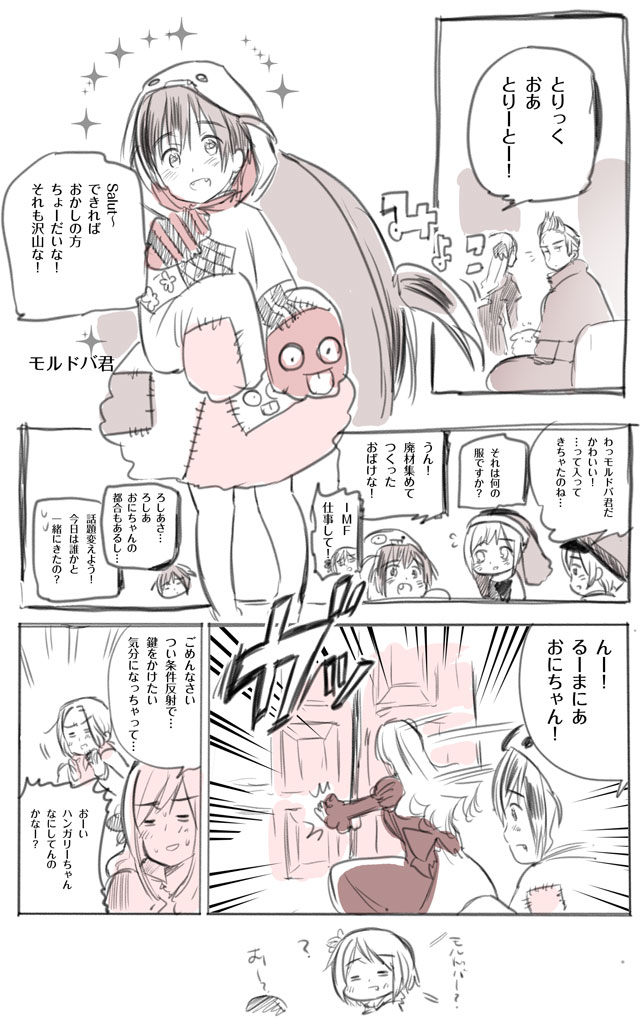 とりっく
おあ
とりーとー！
Salut～
できれば
おかしの方
ちょーだいな！
それも沢山な！
モルドバ君
わっモルドバ君だ
かわいい！
…って入って
きちゃたのね…
それは何の
服ですか？
うん！
廃材集めて
つくった
おばけな！
IMF
仕事して！
ろしあさ…
ろしあ
おにちゃんの
都合もあるし…
話題変えよう！
今日は誰かと
一緒にきたの？
んー！
るーまにあ
おにちゃん！
ガッ
ごめんなさい
つい条件反射で…
鍵をかけたい
気分になっちゃって…
おーい
ハンガリーちゃん
なにしてんの
かなー？
モルドバー？
？
おー？